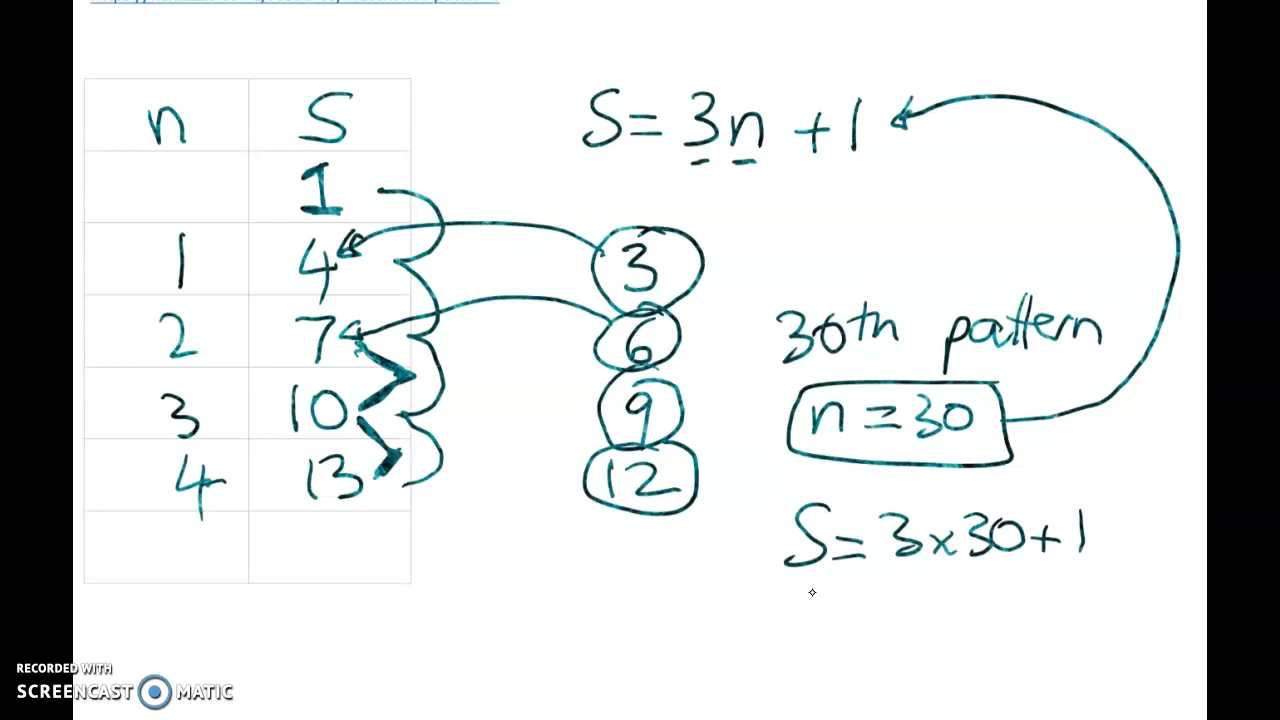 n S
1
1 4
2 7
3 10
4 13
S = 3n + 1
3
6
9
12
30th pattern
n = 30
S = 3 x 30 + 1
RECORDED WITH
SCREENCAST MATIC